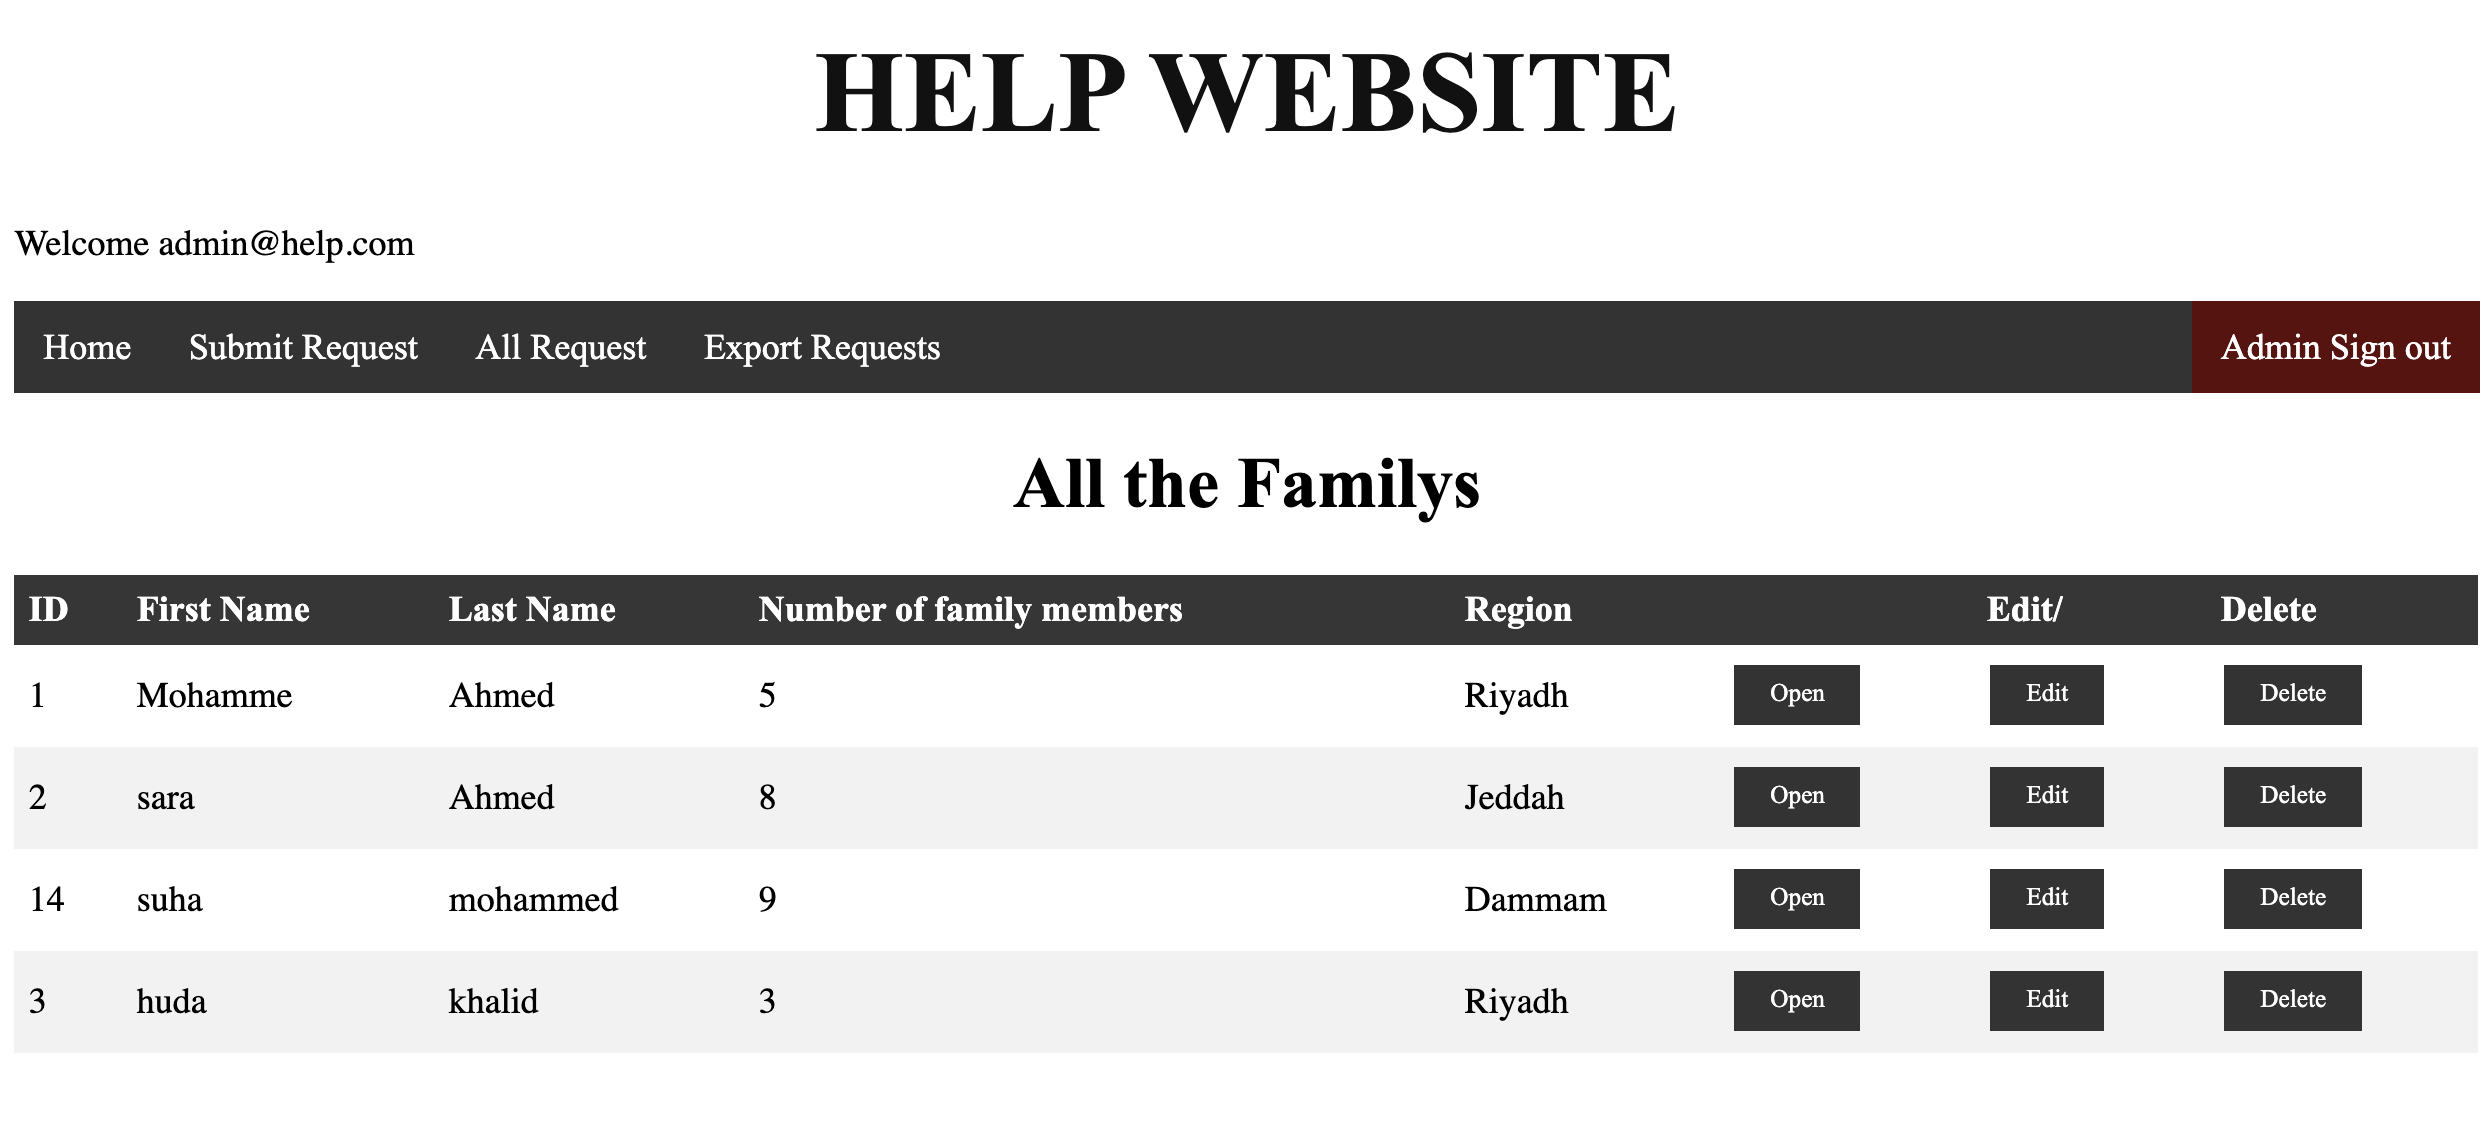 HELP WEBSITE
Welcome admin@help.com
Home Submit Request All Request Export Requests Admin Sign out
All the Familys
ID First Name Last Name Number of family members Region Edit/ Delete
1 Mohamme Ahmed 5 Riyadh Open Edit Delete
2 sara Ahmed 8 Jeddah Open Edit Delete
14 suha mohammed 9 Dammam Open Edit Delete
3 huda khalid 3 Riyadh Open Edit Delete